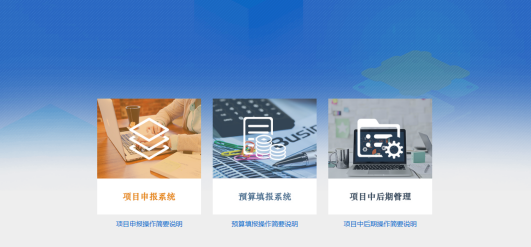 项目申报系统
预算填报系统
项目中后期管理
项目申报操作简要说明
预算填报操作简要说明
项目中后期操作简要说明
Busin